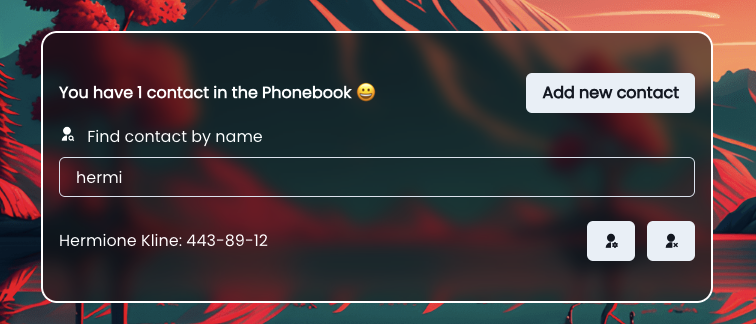 You have 1 contact in the Phonebook 😀
Add new contact
Find contact by name
hermi
Hermione Kline: 443-89-12